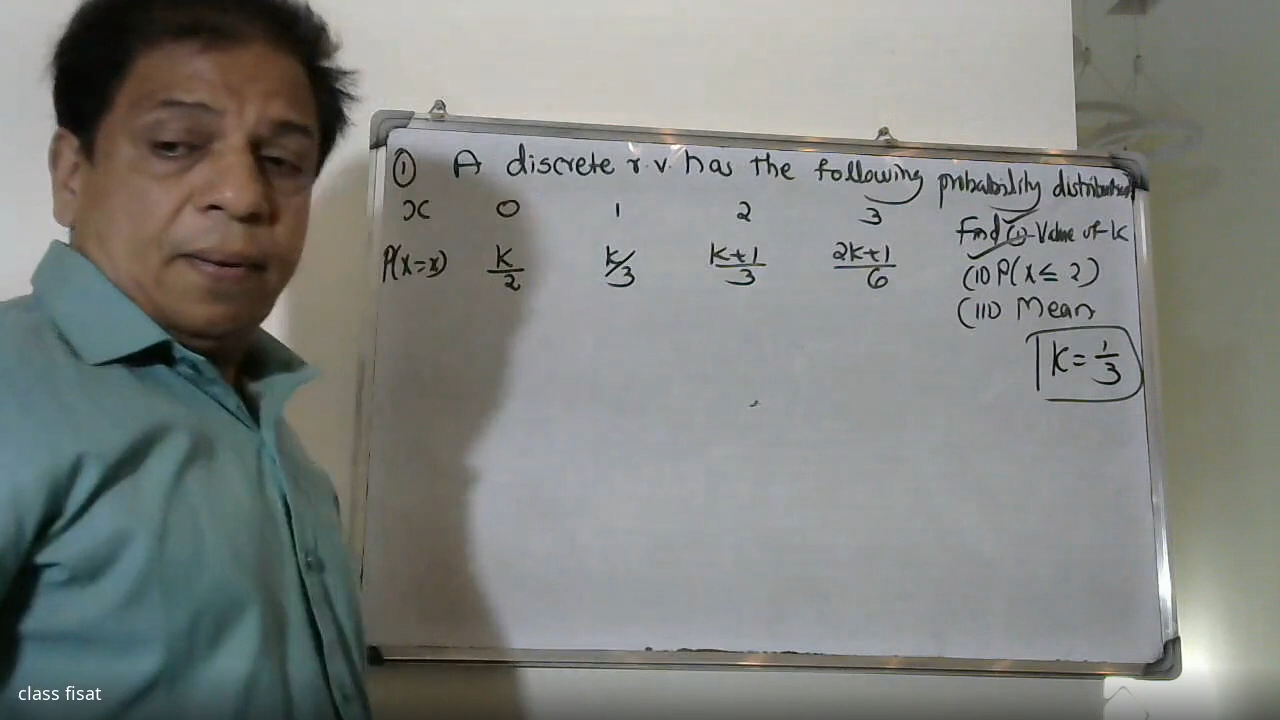 ① A discrete r.v. has the following probability distribution
x 0 1 2 3
P(X=x) K/2 K/3 K+1/3 2K+1/6
Find (i) Value of K
(ii) P(X ≤ 2)
(iii) Mean
K = 1/3
class fisat